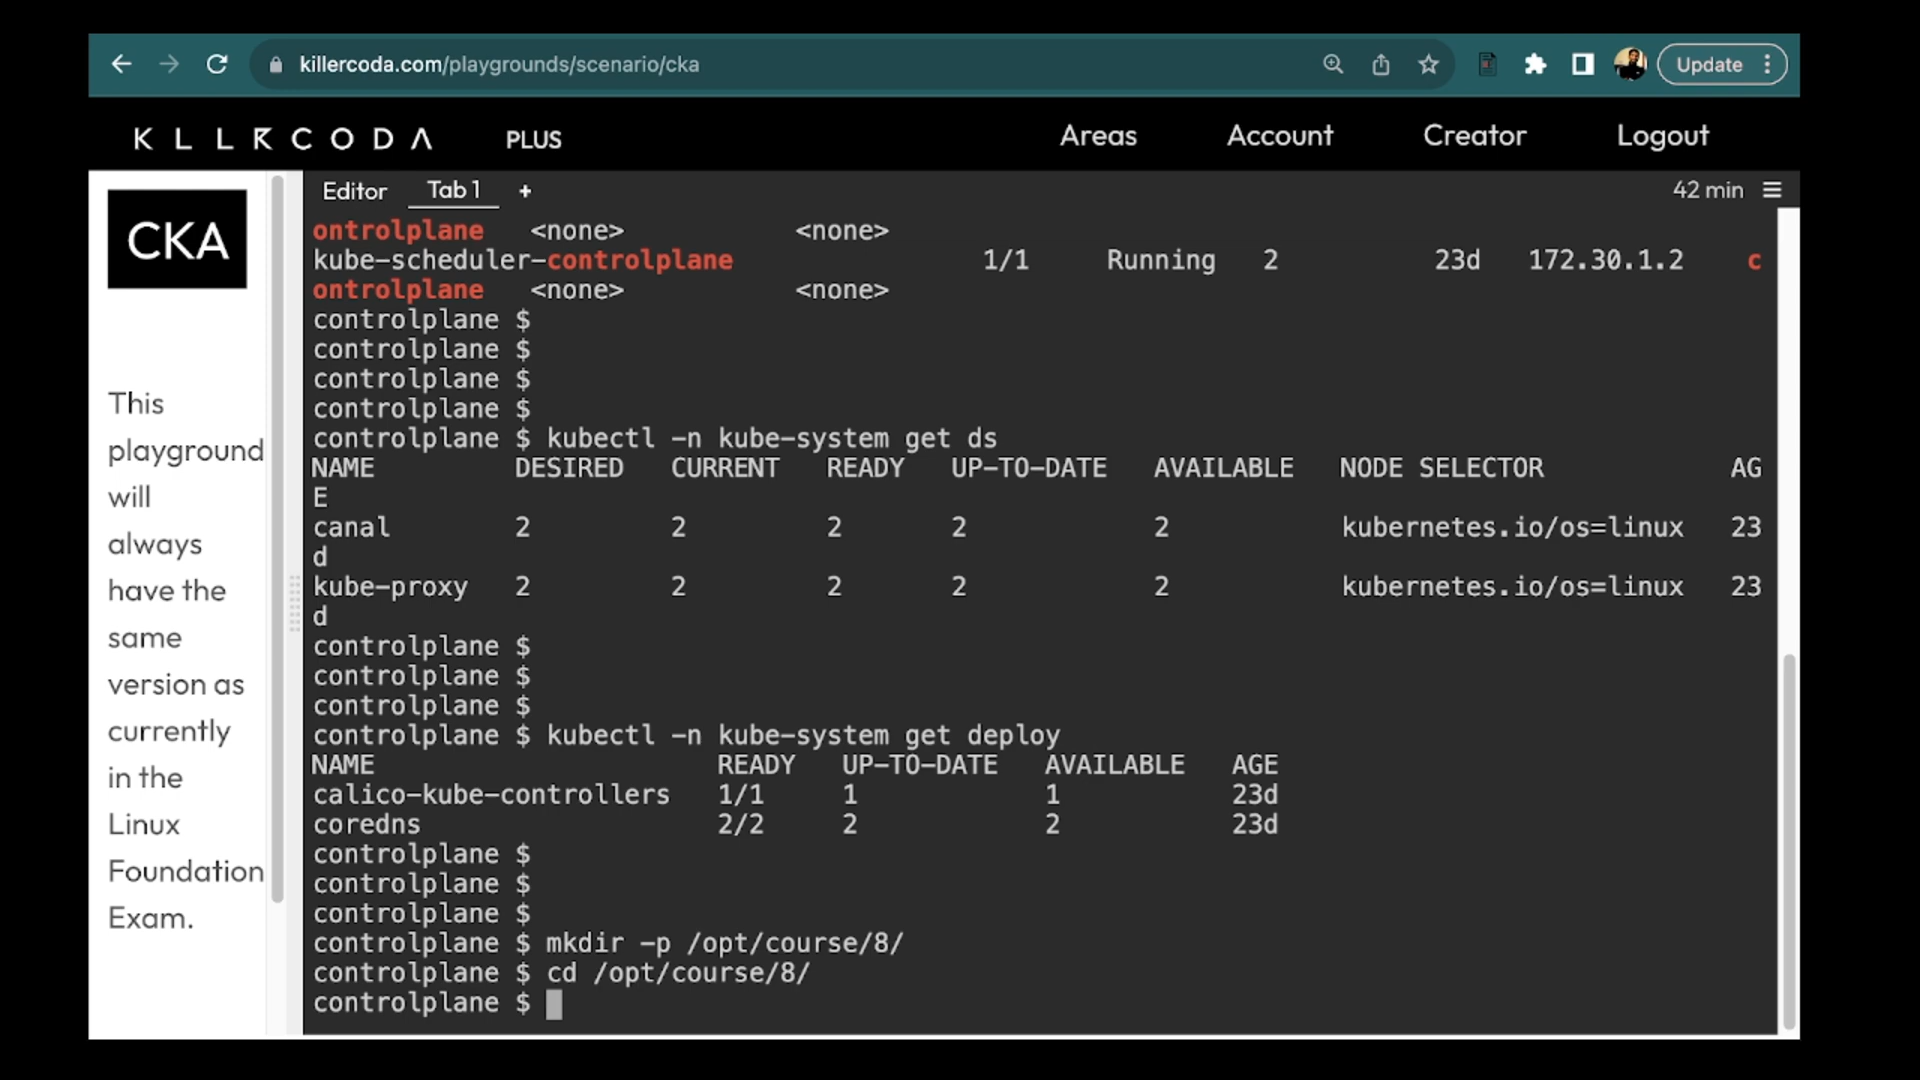 killercoda.com/playgrounds/scenario/cka
Update
KLLRCODA PLUS Areas Account Creator Logout
CKA
This
playground
will
always
have the
same
version as
currently
in the
Linux
Foundation
Exam.
Editor Tab 1 + 42 min
ontrolplane <none> <none>
kube-scheduler-controlplane 1/1 Running 2 23d 172.30.1.2 c
ontrolplane <none> <none>
controlplane $
controlplane $
controlplane $
controlplane $
controlplane $ kubectl -n kube-system get ds
NAME DESIRED CURRENT READY UP-TO-DATE AVAILABLE NODE SELECTOR AG
E
canal 2 2 2 2 2 kubernetes.io/os=linux 23
d
kube-proxy 2 2 2 2 2 kubernetes.io/os=linux 23
d
controlplane $
controlplane $
controlplane $
controlplane $ kubectl -n kube-system get deploy
NAME READY UP-TO-DATE AVAILABLE AGE
calico-kube-controllers 1/1 1 1 23d
coredns 2/2 2 2 23d
controlplane $
controlplane $
controlplane $
controlplane $ mkdir -p /opt/course/8/
controlplane $ cd /opt/course/8/
controlplane $